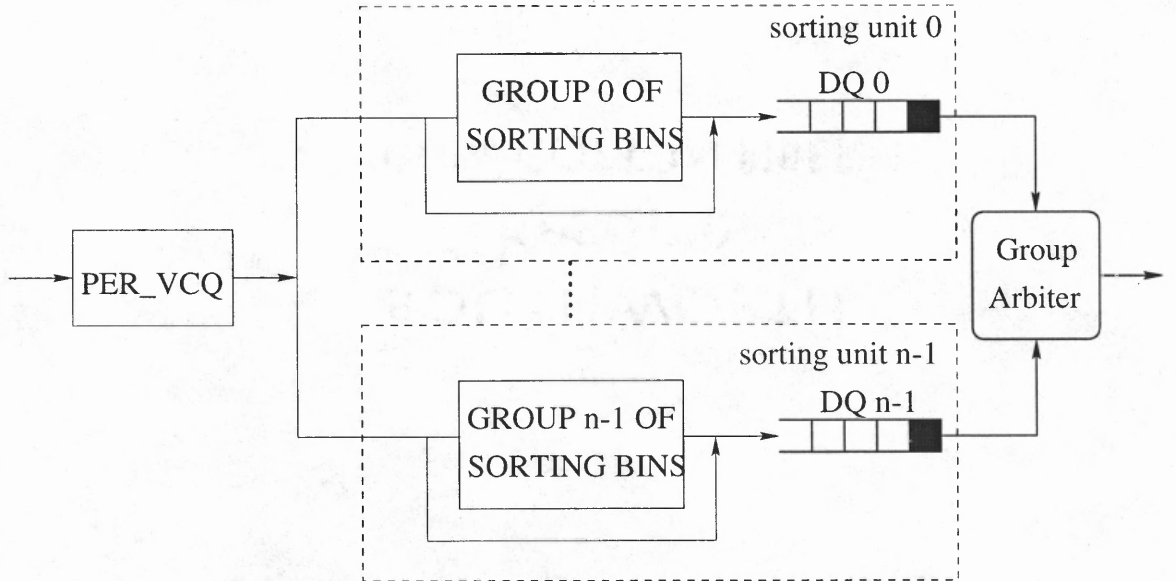 sorting unit 0
GROUP 0 OF
SORTING BINS
DQ 0
PER_VCQ
Group
Arbiter
sorting unit n-1
GROUP n-1 OF
SORTING BINS
DQ n-1